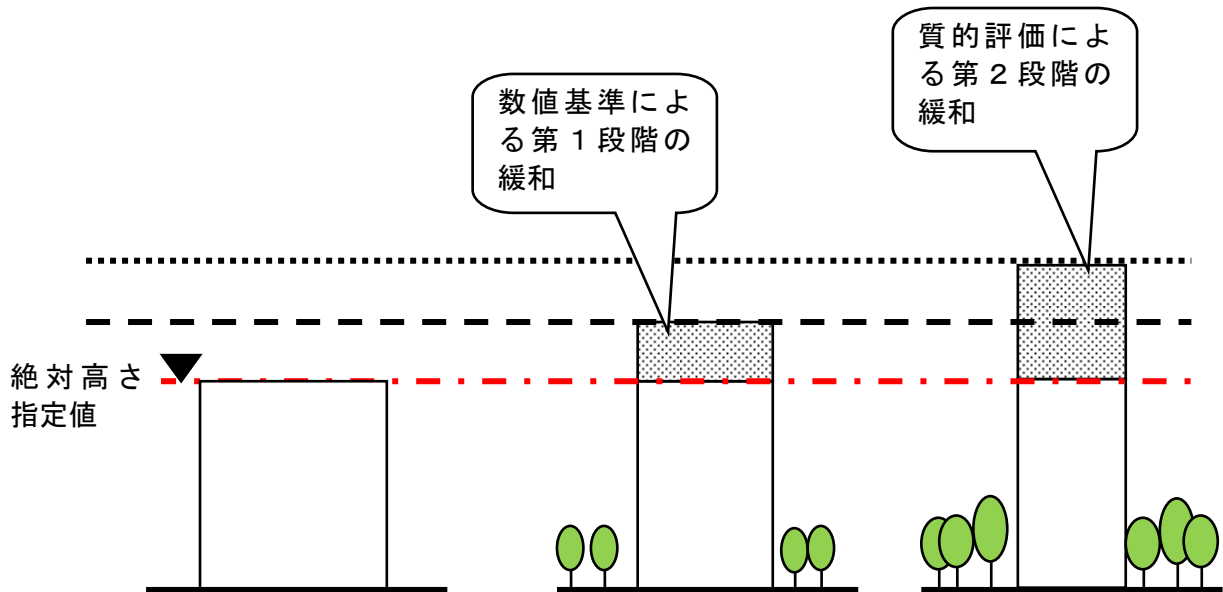 質的評価によ
る第２段階の
緩和
数値基準によ
る第１段階の
緩和
絶対高さ
指定値